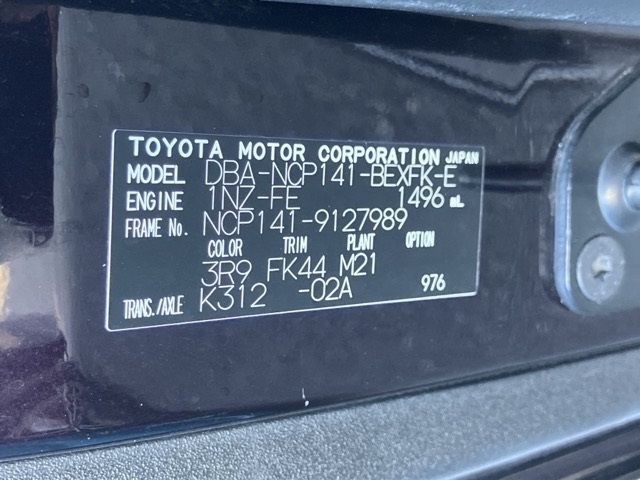 TOYOTA MOTOR CORPORATION JAPAN
MODEL DBA-NCP141-BEXFK-E
ENGINE 1NZ-FE 1496 mL
FRAME No. NCP141-9127989
COLOR TRIM PLANT OPTION
3R9 FK44 M21
TRANS./AXLE K312 -02A 976